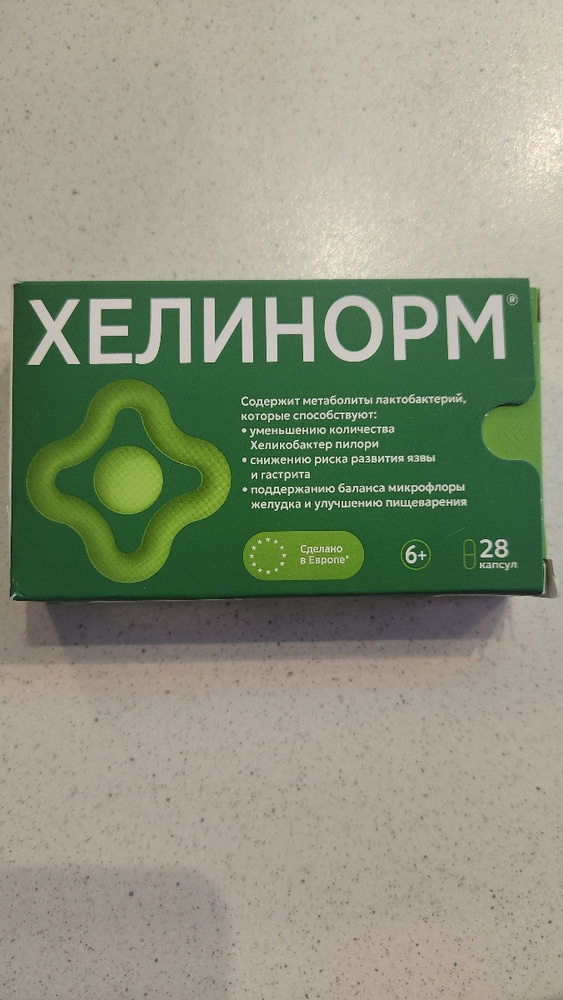 ХЕЛИНОРМ®
Содержит метаболиты лактобактерий,
которые способствуют:
• уменьшению количества
Хеликобактер пилори
• снижению риска развития язвы
и гастрита
• поддержанию баланса микрофлоры
желудка и улучшению пищеварения
Сделано
в Европе*
6+
28
капсул